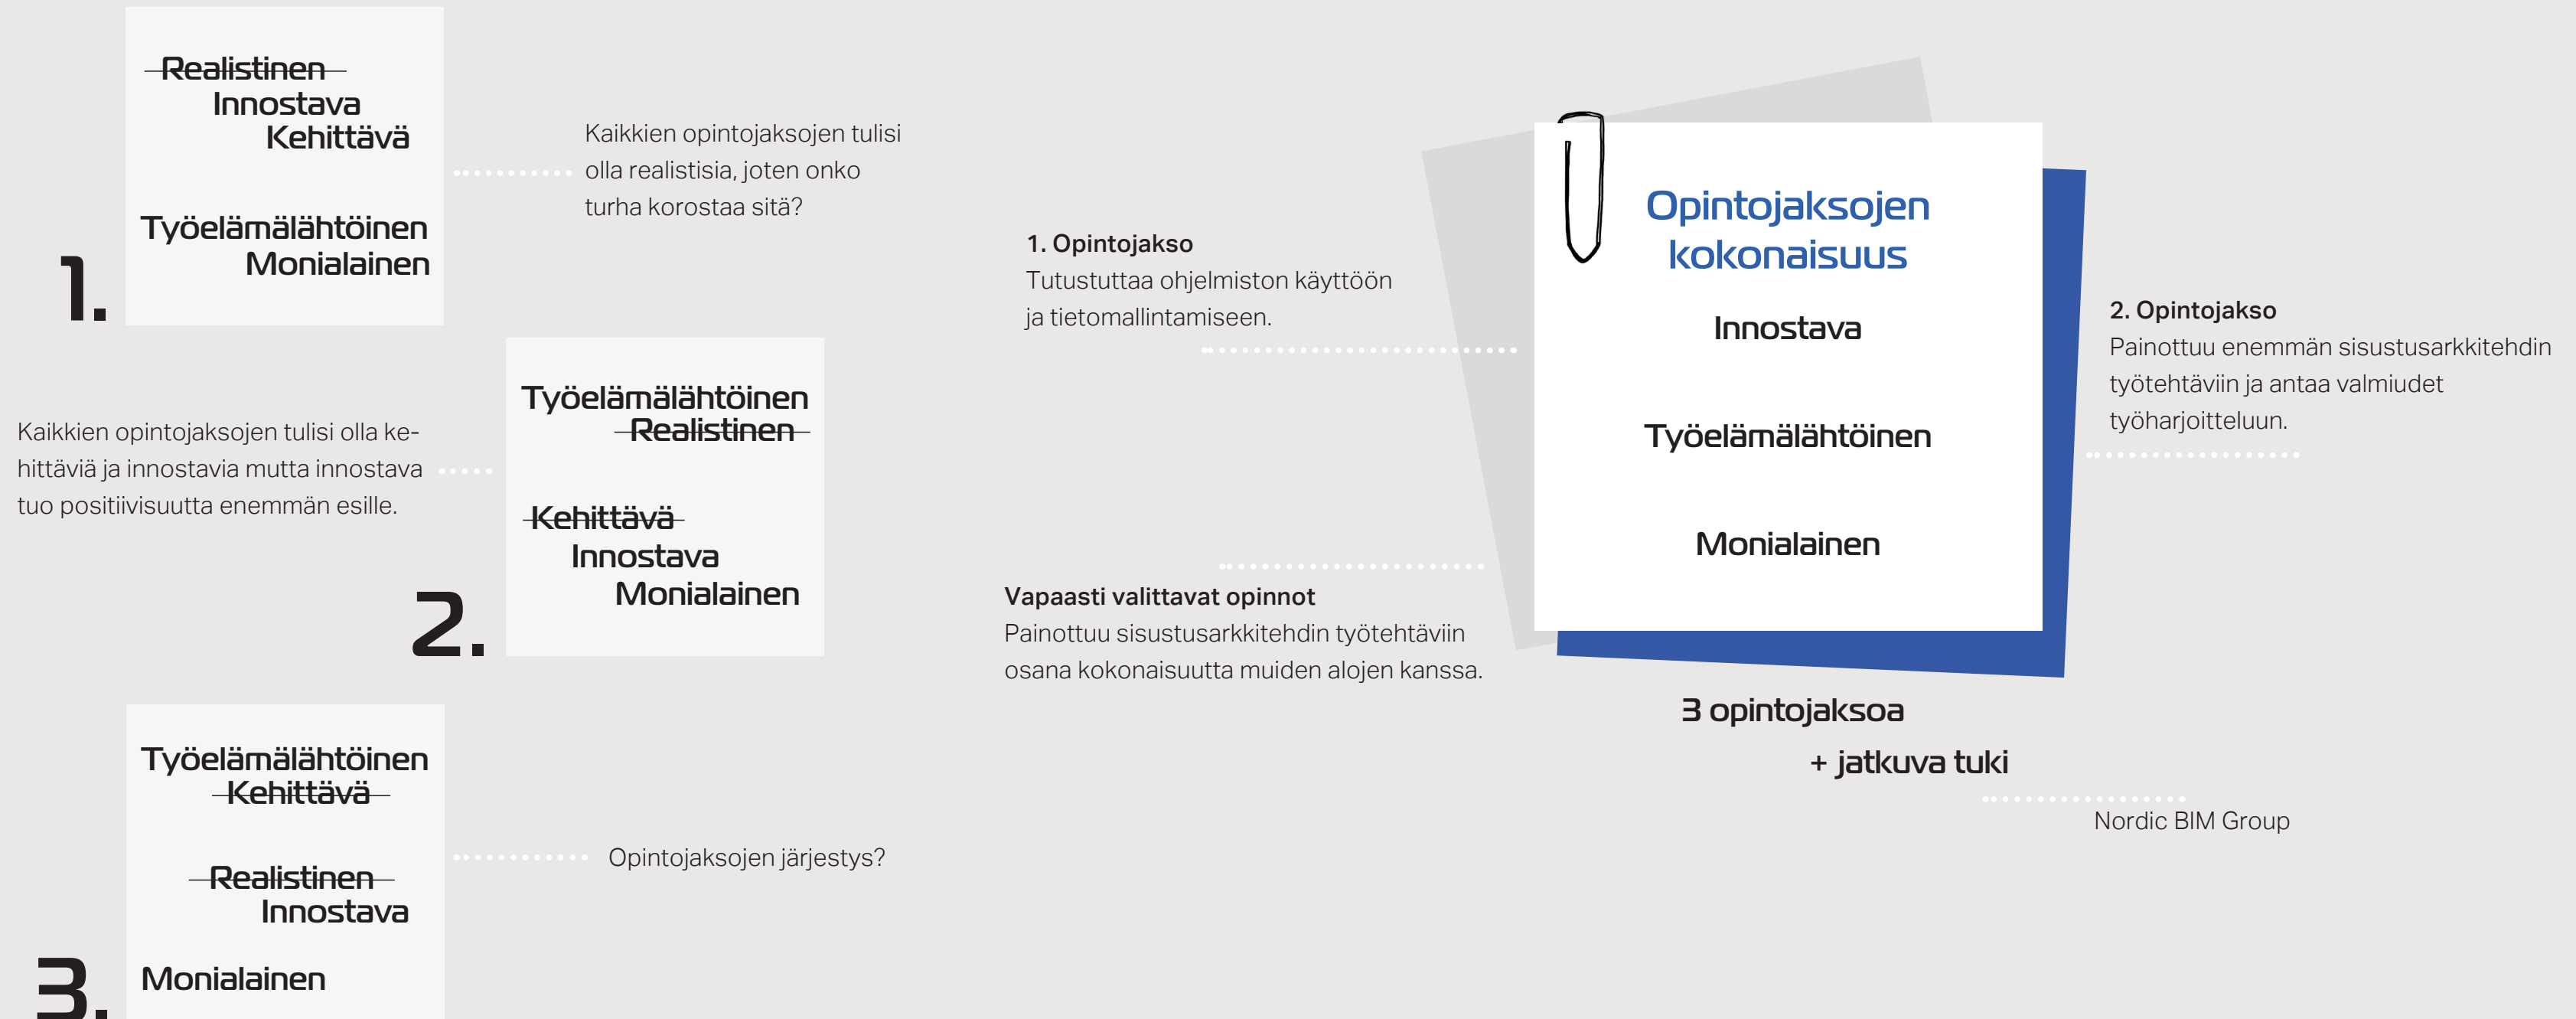 Realistinen
Innostava
Kehittävä
Työelämälähtöinen
Monialainen
1.
Kaikkien opintojaksojen tulisi
olla realistisia, joten onko
turha korostaa sitä?
Kaikkien opintojaksojen tulisi olla ke-
hittäviä ja innostavia mutta innostava
tuo positiivisuutta enemmän esille.
Työelämälähtöinen
Realistinen
Kehittävä
Innostava
Monialainen
2.
Työelämälähtöinen
Kehittävä
Realistinen
Innostava
Monialainen
3.
Opintojaksojen järjestys?
1. Opintojakso
Tutustuttaa ohjelmiston käyttöön
ja tietomallintamiseen.
Vapaasti valittavat opinnot
Painottuu sisustusarkkitehdin työtehtäviin
osana kokonaisuutta muiden alojen kanssa.
Opintojaksojen
kokonaisuus
Innostava
Työelämälähtöinen
Monialainen
2. Opintojakso
Painottuu enemmän sisustusarkkitehdin
työtehtäviin ja antaa valmiudet
työharjoitteluun.
3 opintojaksoa
+ jatkuva tuki
Nordic BIM Group